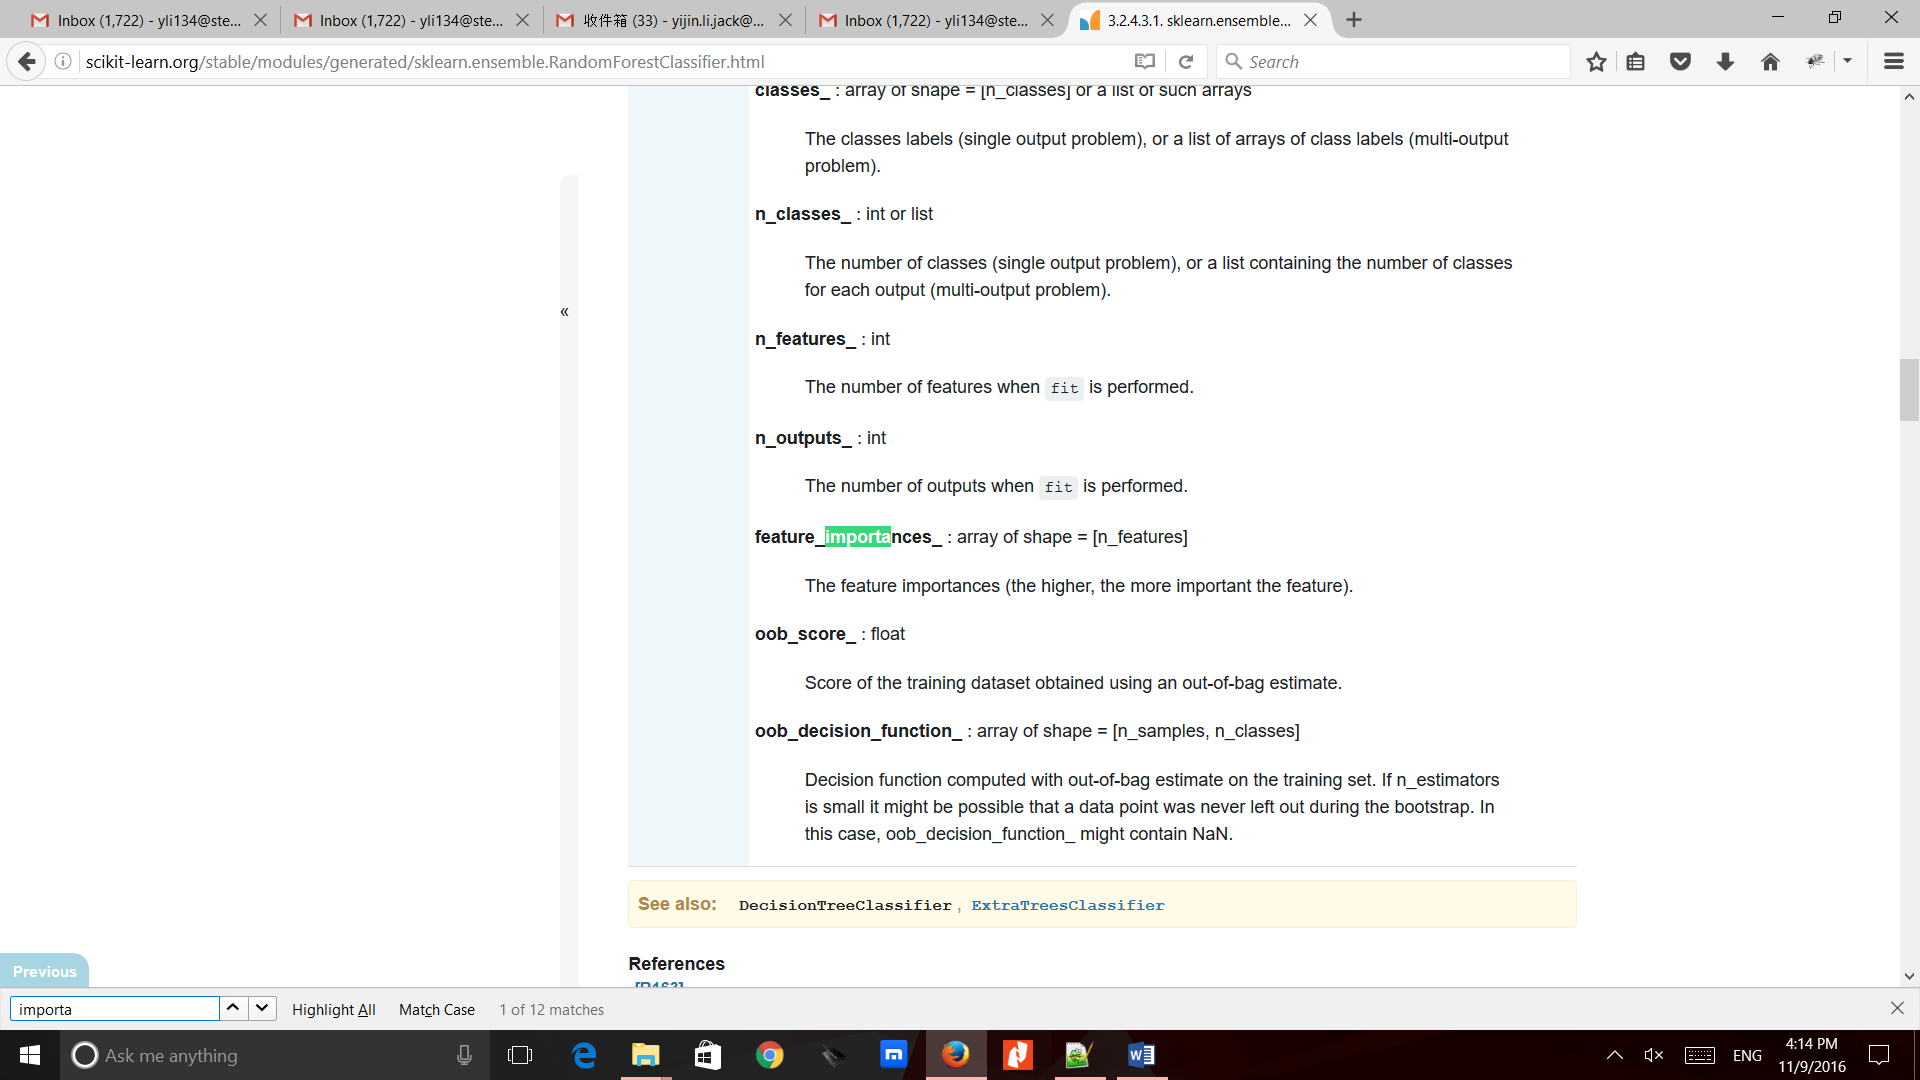 Inbox (1,722) - yli134@ste...
Inbox (1,722) - yli134@ste...
收件箱 (33) - yijin.li.jack@...
Inbox (1,722) - yli134@ste...
3.2.4.3.1. sklearn.ensemble...
scikit-learn.org/stable/modules/generated/sklearn.ensemble.RandomForestClassifier.html
Search
classes_ : array of shape = [n_classes] or a list of such arrays
The classes labels (single output problem), or a list of arrays of class labels (multi-output
problem).
n_classes_ : int or list
The number of classes (single output problem), or a list containing the number of classes
for each output (multi-output problem).
«
n_features_ : int
The number of features when fit is performed.
n_outputs_ : int
The number of outputs when fit is performed.
feature_importances_ : array of shape = [n_features]
The feature importances (the higher, the more important the feature).
oob_score_ : float
Score of the training dataset obtained using an out-of-bag estimate.
oob_decision_function_ : array of shape = [n_samples, n_classes]
Decision function computed with out-of-bag estimate on the training set. If n_estimators
is small it might be possible that a data point was never left out during the bootstrap. In
this case, oob_decision_function_ might contain NaN.
See also: DecisionTreeClassifier, ExtraTreesClassifier
References
[R163]
Previous
importa
Highlight All
Match Case
1 of 12 matches
Ask me anything
ENG
4:14 PM
11/9/2016